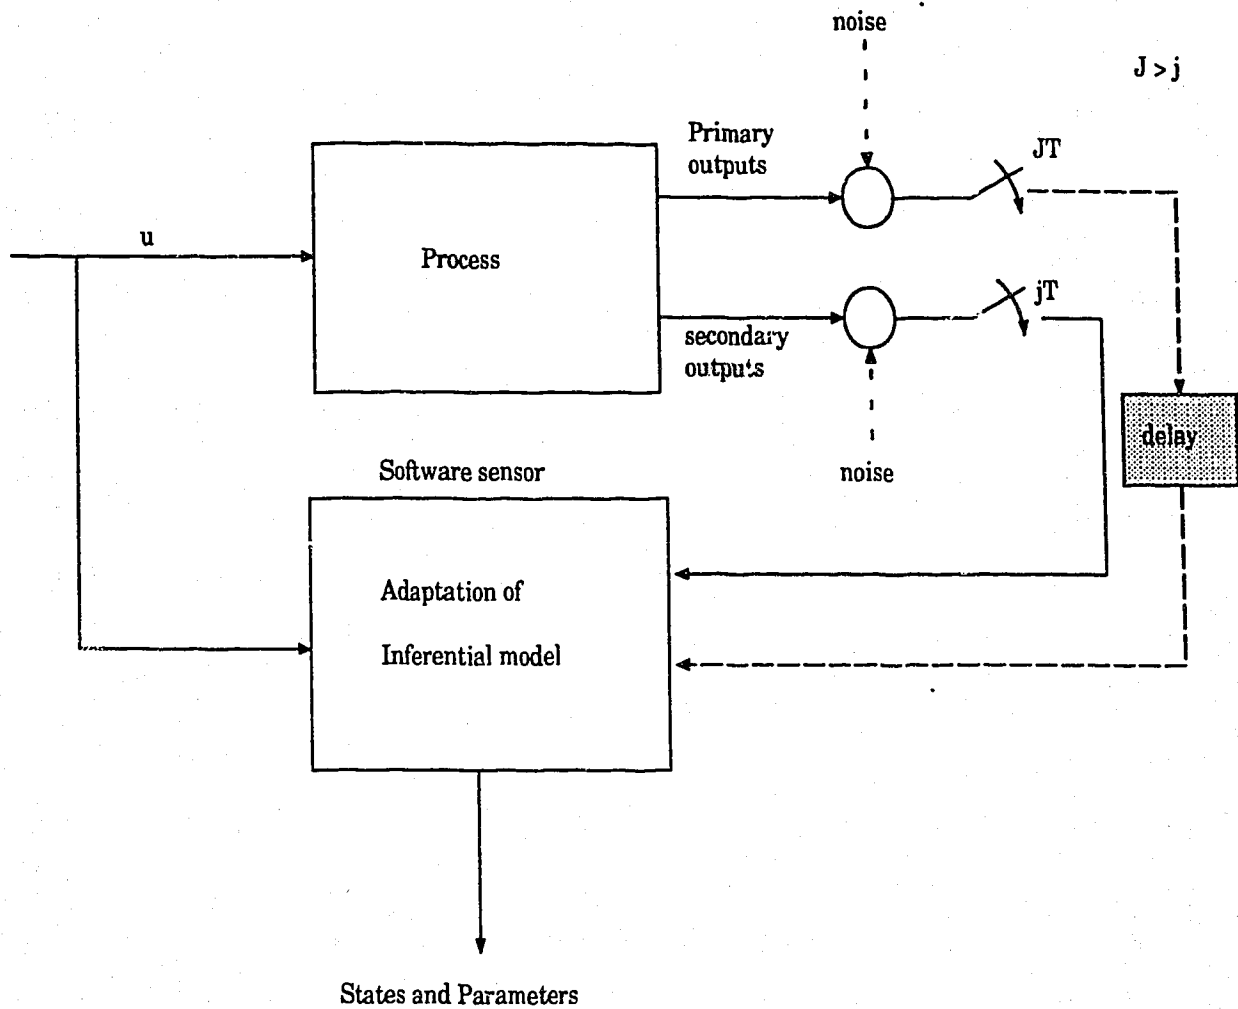 noise
J > j
Primary
outputs
JT
u
Process
jT
secondary
outputs
delay
Software sensor
noise
Adaptation of
Inferential model
States and Parameters